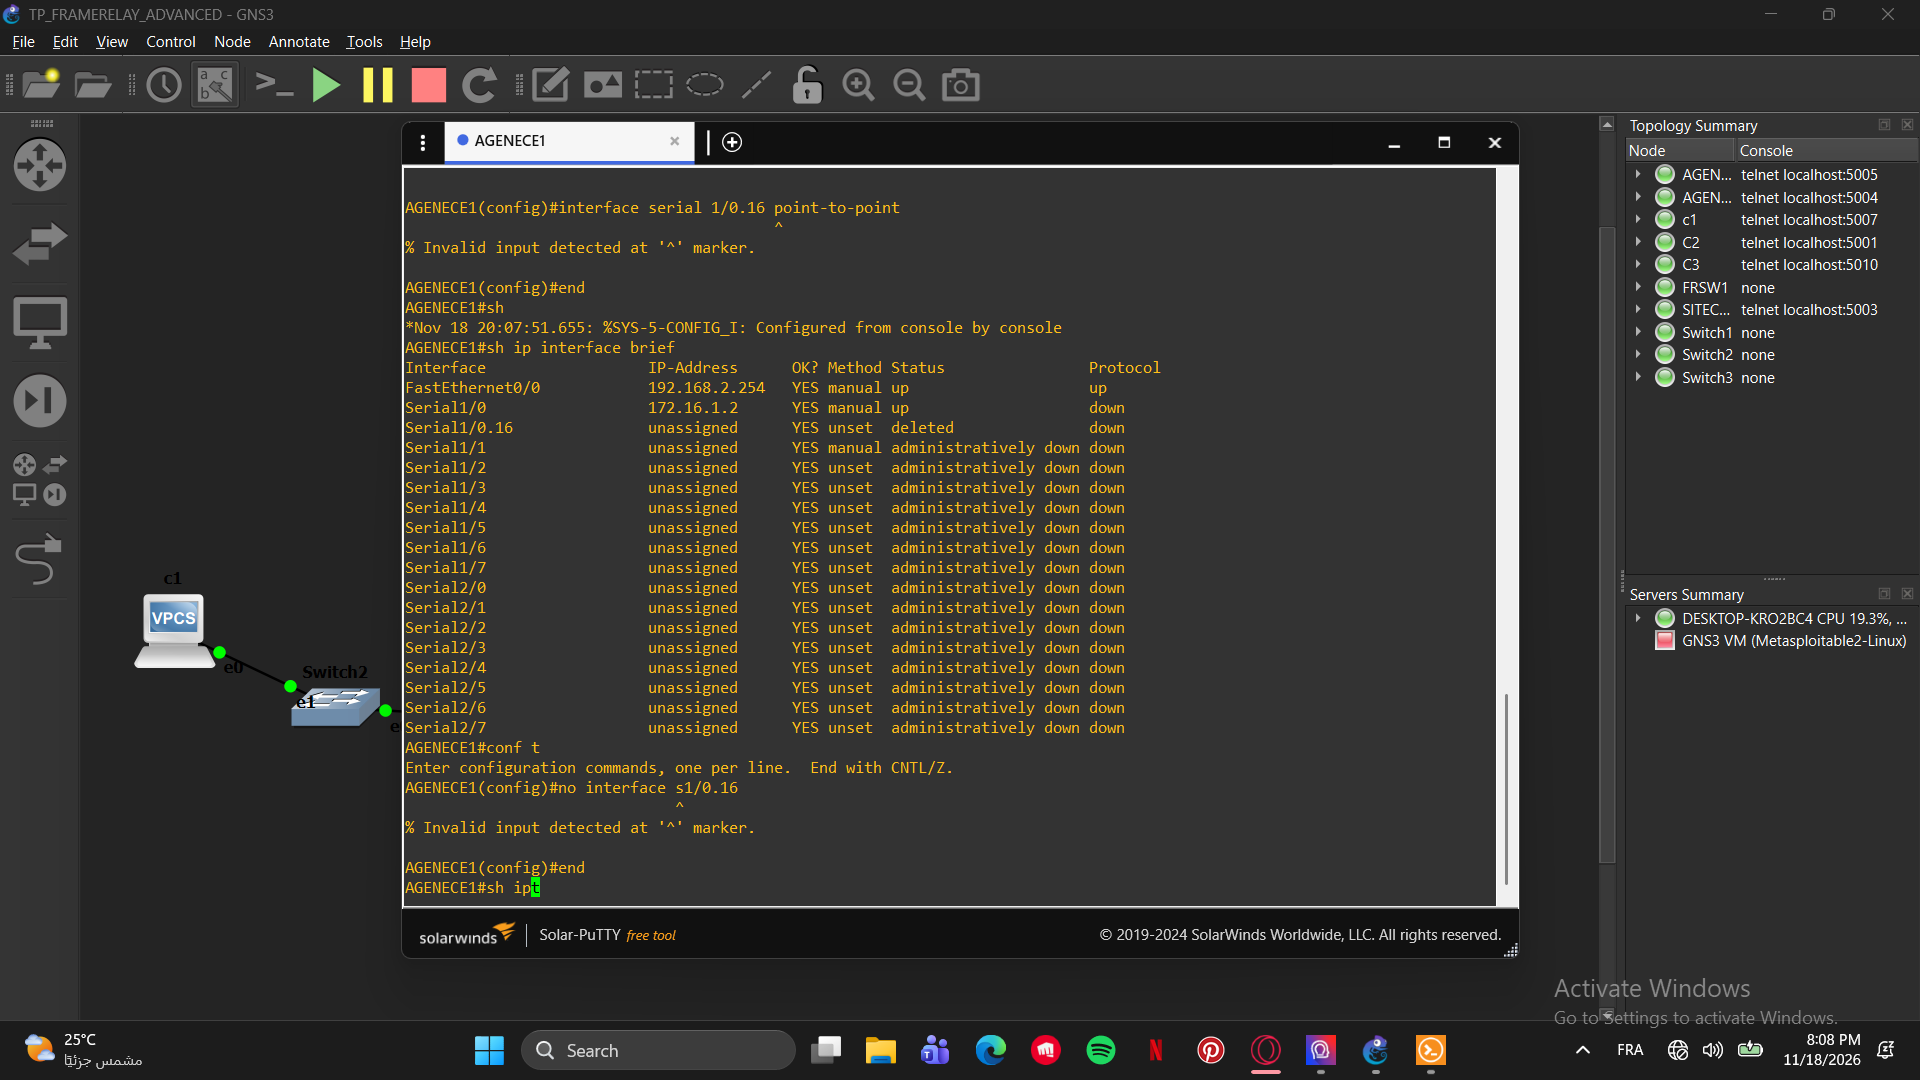 TP_FRAMERELAY_ADVANCED - GNS3
File Edit View Control Node Annotate Tools Help
AGENECE1
AGENECE1(config)#interface serial 1/0.16 point-to-point
^
% Invalid input detected at '^' marker.
AGENECE1(config)#end
AGENECE1#sh
*Nov 18 20:07:51.655: %SYS-5-CONFIG_I: Configured from console by console
AGENECE1#sh ip interface brief
Interface IP-Address OK? Method Status Protocol
FastEthernet0/0 192.168.2.254 YES manual up up
Serial1/0 172.16.1.2 YES manual up down
Serial1/0.16 unassigned YES unset deleted down
Serial1/1 unassigned YES manual administratively down down
Serial1/2 unassigned YES unset administratively down down
Serial1/3 unassigned YES unset administratively down down
Serial1/4 unassigned YES unset administratively down down
Serial1/5 unassigned YES unset administratively down down
Serial1/6 unassigned YES unset administratively down down
Serial1/7 unassigned YES unset administratively down down
Serial2/0 unassigned YES unset administratively down down
Serial2/1 unassigned YES unset administratively down down
Serial2/2 unassigned YES unset administratively down down
Serial2/3 unassigned YES unset administratively down down
Serial2/4 unassigned YES unset administratively down down
Serial2/5 unassigned YES unset administratively down down
Serial2/6 unassigned YES unset administratively down down
Serial2/7 unassigned YES unset administratively down down
AGENECE1#conf t
Enter configuration commands, one per line. End with CNTL/Z.
AGENECE1(config)#no interface s1/0.16
^
% Invalid input detected at '^' marker.
AGENECE1(config)#end
AGENECE1#sh ipt
solarwinds Solar-PuTTY free tool
© 2019-2024 SolarWinds Worldwide, LLC. All rights reserved.
c1
VPCS
e0
Switch2
e1
e
Topology Summary
Node Console
AGEN... telnet localhost:5005
AGEN... telnet localhost:5004
c1 telnet localhost:5007
C2 telnet localhost:5001
C3 telnet localhost:5010
FRSW1 none
SITEC... telnet localhost:5003
Switch1 none
Switch2 none
Switch3 none
Servers Summary
DESKTOP-KRO2BC4 CPU 19.3%, ...
GNS3 VM (Metasploitable2-Linux)
Activate Windows
Go to Settings to activate Windows.
25°C
مشمس جزئيًا
Search
FRA
8:08 PM
11/18/2026